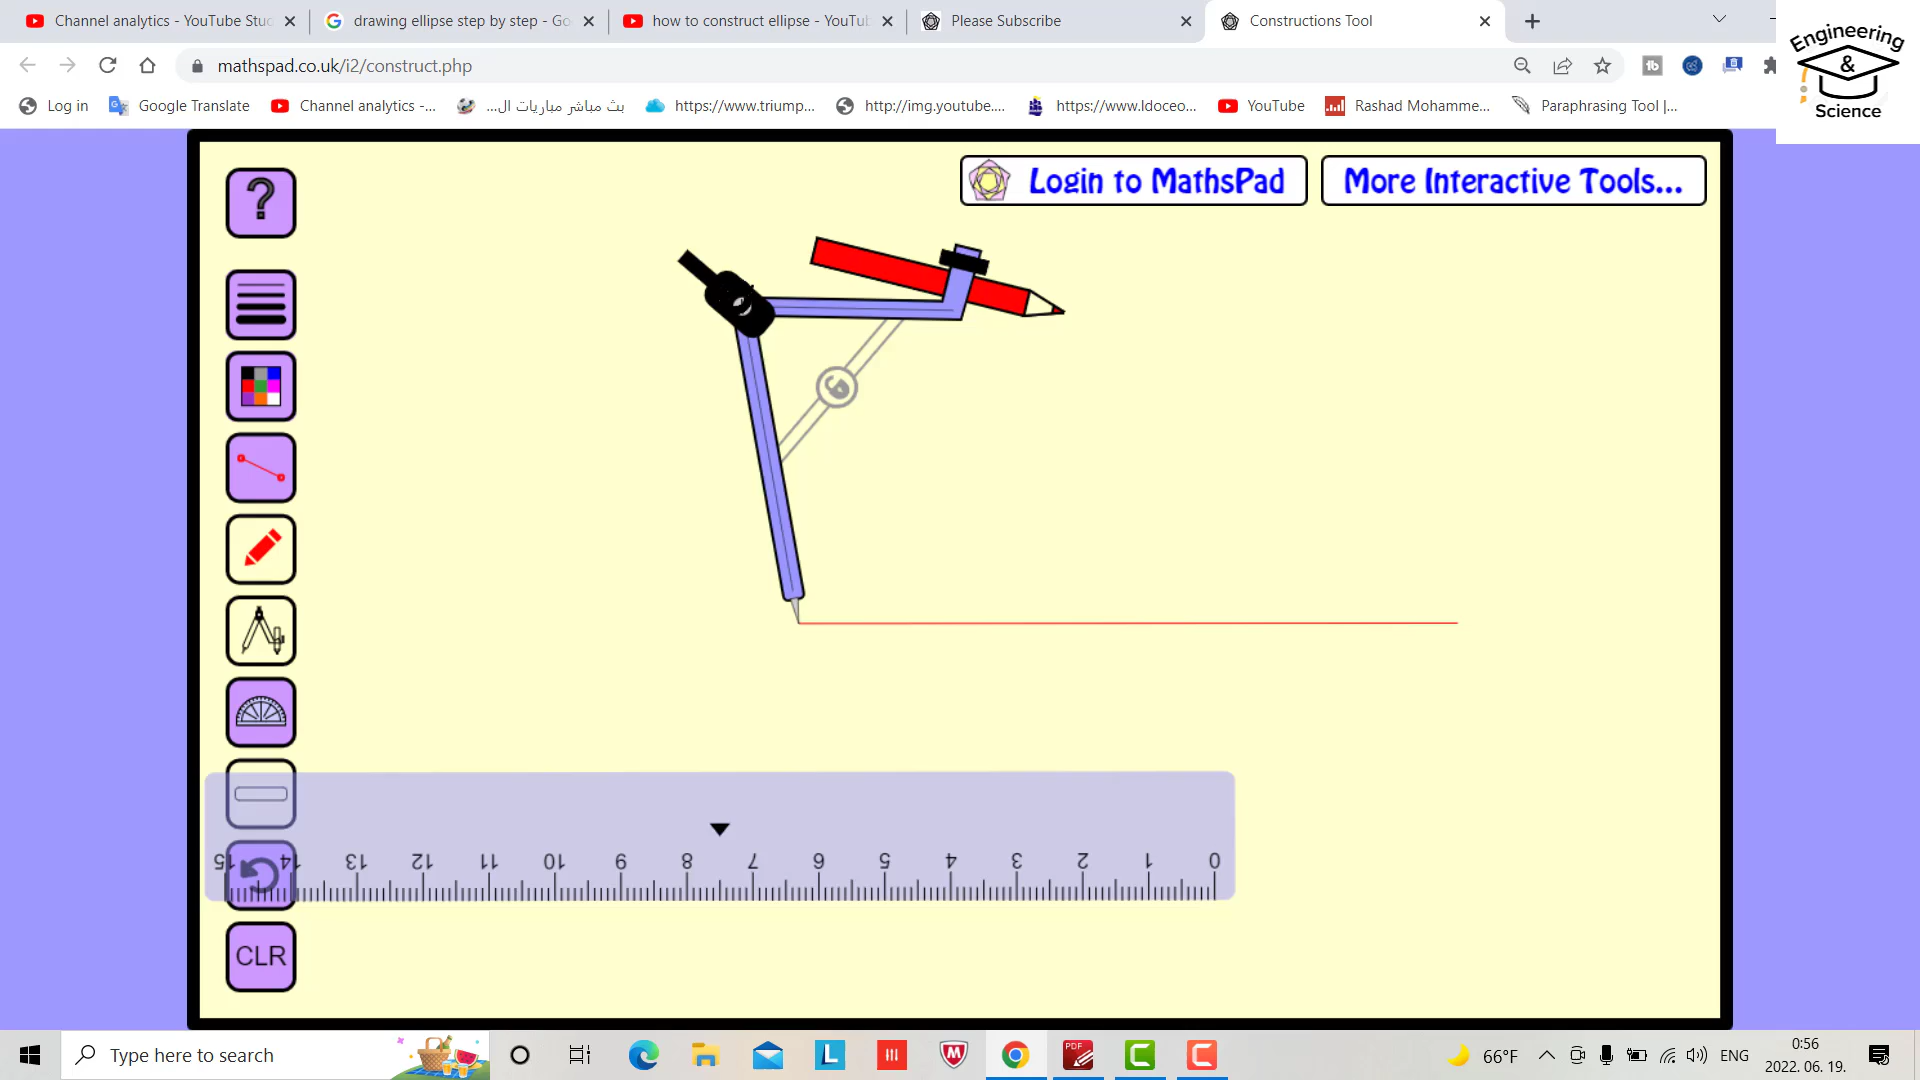 Channel analytics - YouTube Stu
drawing ellipse step by step - Go
how to construct ellipse - YouTu
Please Subscribe
Constructions Tool
Engineering
&
Science
mathspad.co.uk/i2/construct.php
Log in
Google Translate
Channel analytics -...
بث مباشر مباريات ال...
https://www.triump...
http://img.youtube....
https://www.ldoceo...
YouTube
Rashad Mohamme...
Paraphrasing Tool |...
?
Login to MathsPad
More Interactive Tools...
15 14 13 12 11 10 9 8 7 6 5 4 3 2 1 0
CLR
Type here to search
PDF
66°F
ENG
0:56
2022. 06. 19.